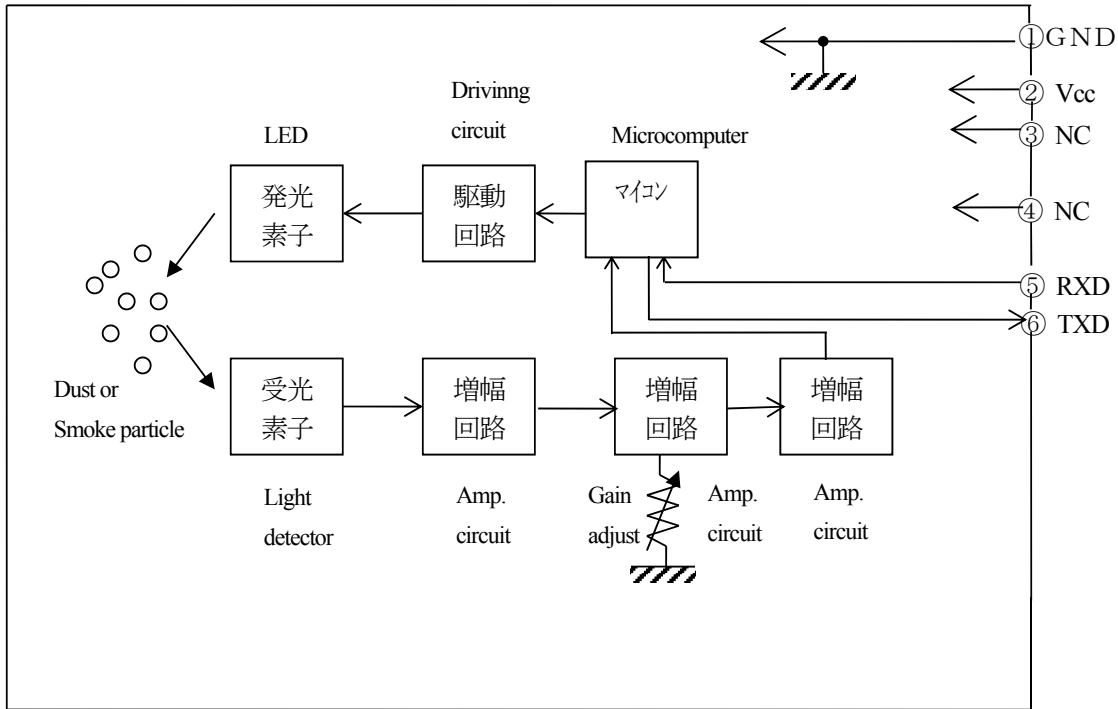 ①GND
② Vcc
③ NC
④ NC
⑤ RXD
⑥ TXD
Drivinng
circuit
LED
Microcomputer
発光
素子
駆動
回路
マイコン
Dust or
Smoke particle
受光
素子
増幅
回路
増幅
回路
増幅
回路
Light
detector
Amp.
circuit
Gain
adjust
Amp.
circuit
Amp.
circuit